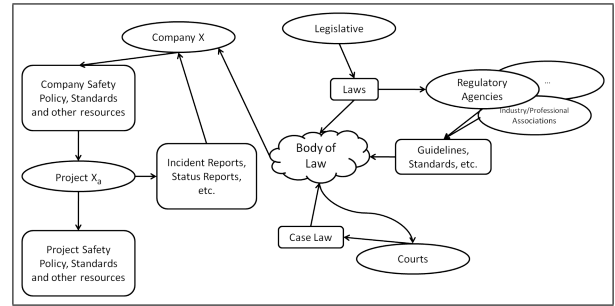 Legislative
Company X
Laws
Regulatory
Agencies
...
Industry/Professional
Associations
Company Safety
Policy, Standards
and other resources
Body of
Law
Guidelines,
Standards, etc.
Incident Reports,
Status Reports,
etc.
Project Xa
Case Law
Courts
Project Safety
Policy, Standards
and other resources